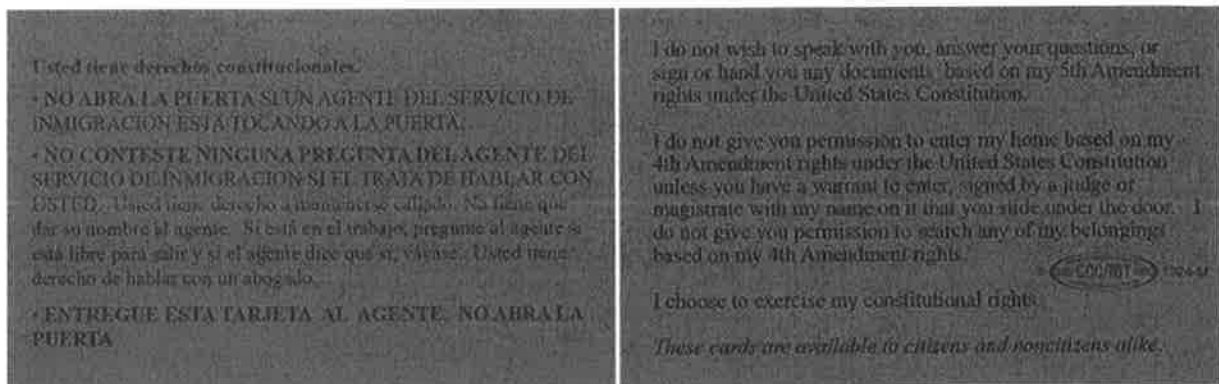 Usted tiene derechos constitucionales.
• NO ABRA LA PUERTA SI UN AGENTE DEL SERVICIO DE
INMIGRACION ESTA TOCANDO A LA PUERTA.
• NO CONTESTE NINGUNA PREGUNTA DEL AGENTE DEL
SERVICIO DE INMIGRACION SI EL TRATA DE HABLAR CON
USTED. Usted tiene derecho a mantenerse callado. No tiene que
dar su nombre al agente. Si está en el trabajo, pregunte al agente si
está libre para salir y si el agente dice que sí, váyase. Usted tiene
derecho de hablar con un abogado.
• ENTREGUE ESTA TARJETA AL AGENTE. NO ABRA LA
PUERTA
I do not wish to speak with you, answer your questions, or
sign or hand you any documents based on my 5th Amendment
rights under the United States Constitution.
I do not give you permission to enter my home based on my
4th Amendment rights under the United States Constitution
unless you have a warrant to enter, signed by a judge or
magistrate with my name on it that you slide under the door. I
do not give you permission to search any of my belongings
based on my 4th Amendment rights.
I choose to exercise my constitutional rights.
These cards are available to citizens and noncitizens alike.